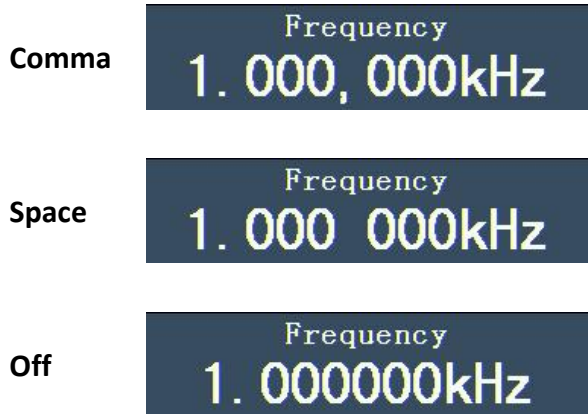 Comma
Frequency
1. 000, 000kHz
Space
Frequency
1. 000 000kHz
Off
Frequency
1. 000000kHz